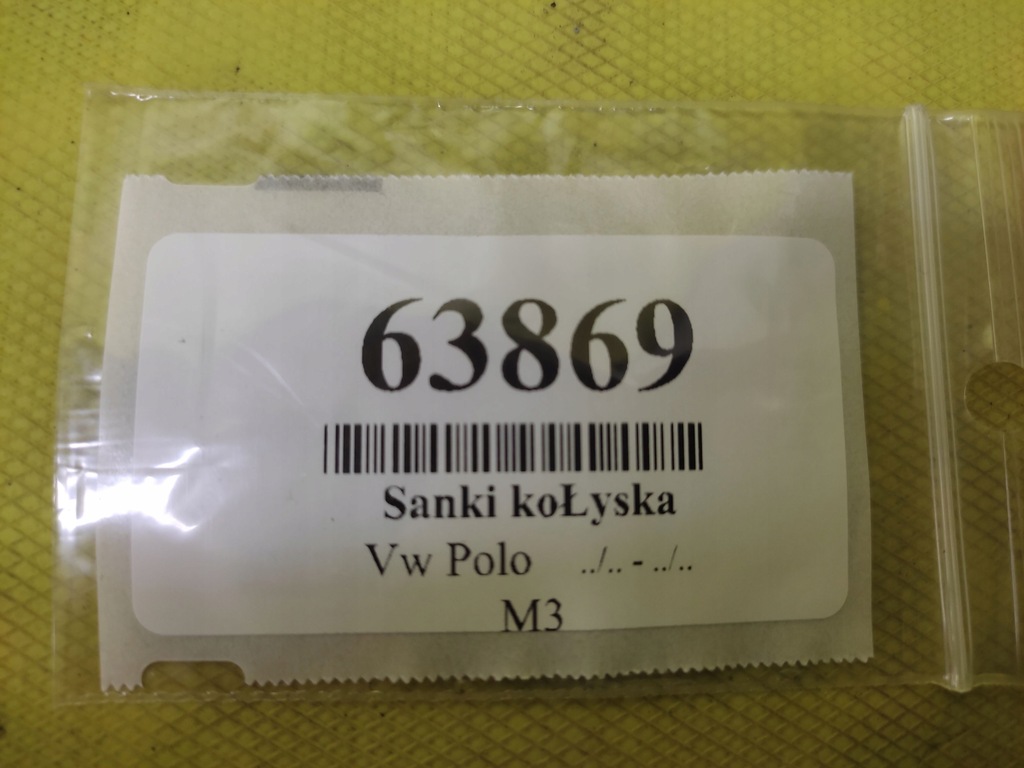 63869
Sanki koŁyska
Vw Polo ../.. - ../..
M3